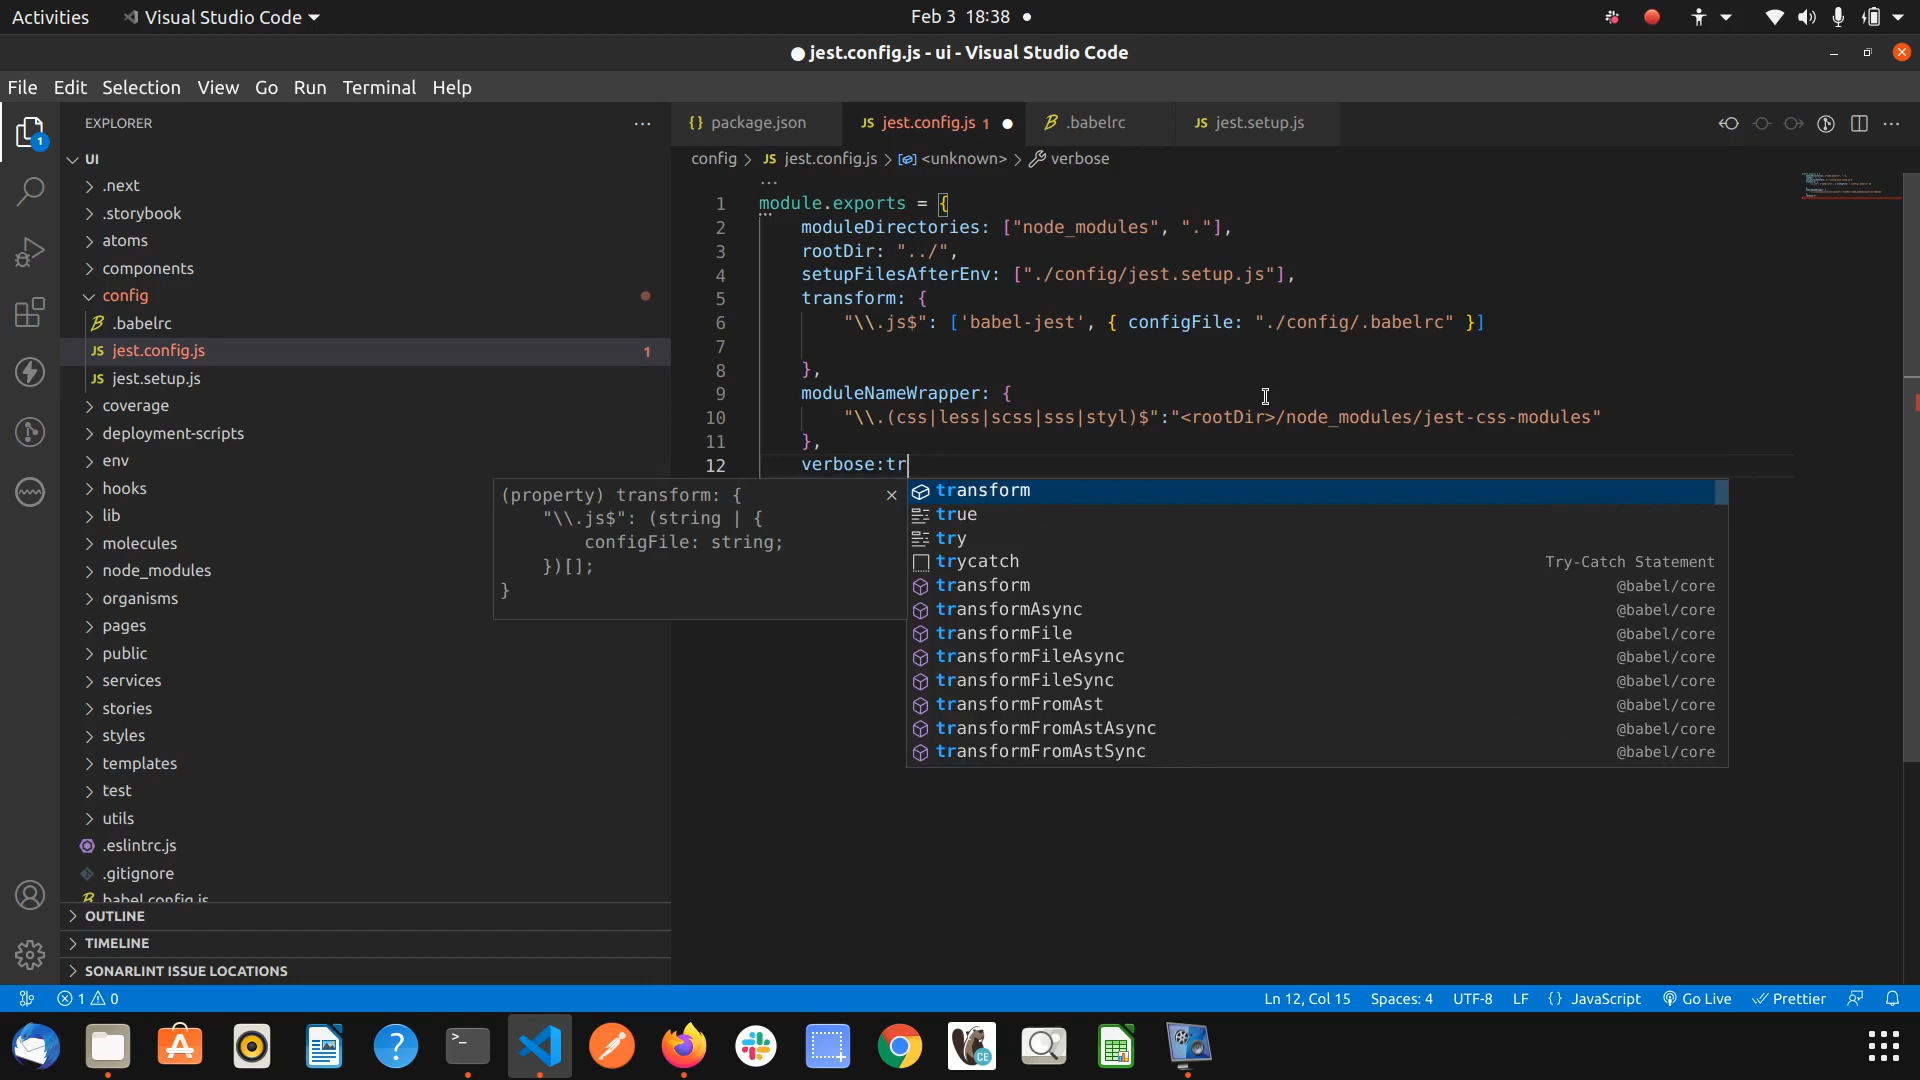 Activities Visual Studio Code Feb 3 18:38
jest.config.js - ui - Visual Studio Code
File Edit Selection View Go Run Terminal Help
EXPLORER
UI
.next
.storybook
atoms
components
config
.babelrc
jest.config.js 1
jest.setup.js
coverage
deployment-scripts
env
hooks
lib
molecules
node_modules
organisms
pages
public
services
stories
styles
templates
test
utils
.eslintrc.js
.gitignore
babel.config.js
OUTLINE
TIMELINE
SONARLINT ISSUE LOCATIONS
1
package.json jest.config.js 1 .babelrc jest.setup.js
config > jest.config.js > <unknown> > verbose
1 module.exports = {
2 moduleDirectories: ["node_modules", "."],
3 rootDir: "../",
4 setupFilesAfterEnv: ["./config/jest.setup.js"],
5 transform: {
6 "\\.js$": ['babel-jest', { configFile: "./config/.babelrc" }]
7
8 },
9 moduleNameWrapper: {
10 "\\.(css|less|scss|sss|styl)$":"<rootDir>/node_modules/jest-css-modules"
11 },
12 verbose:tr
(property) transform: {
"\\.js$": (string | {
configFile: string;
})[];
}
transform
true
try
trycatch Try-Catch Statement
transform @babel/core
transformAsync @babel/core
transformFile @babel/core
transformFileAsync @babel/core
transformFileSync @babel/core
transformFromAst @babel/core
transformFromAstAsync @babel/core
transformFromAstSync @babel/core
1 0 Ln 12, Col 15 Spaces: 4 UTF-8 LF {} JavaScript Go Live Prettier
CE